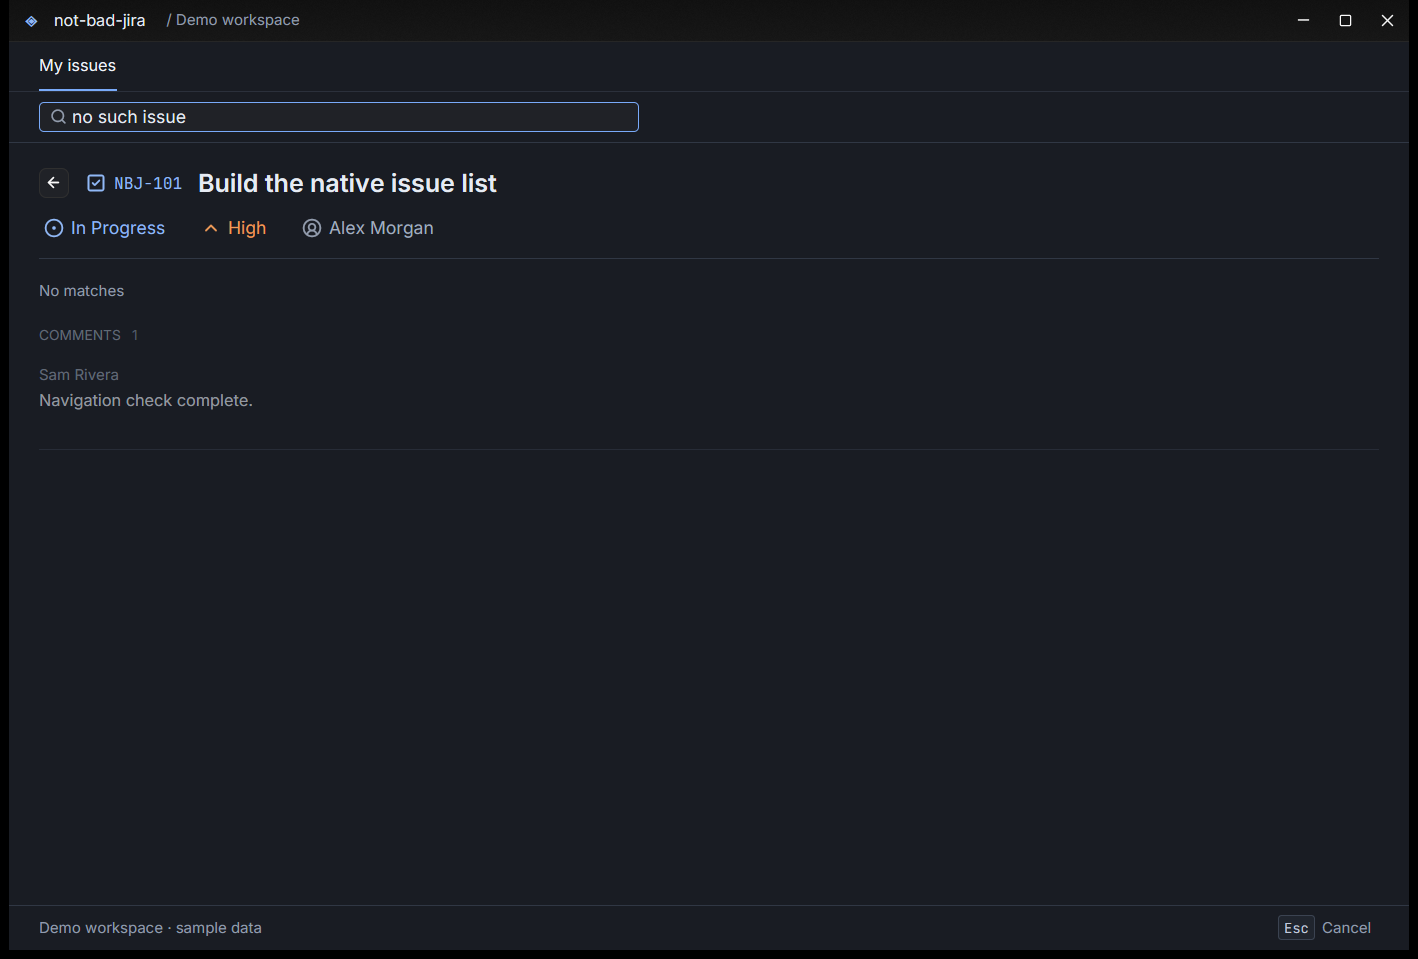 not-bad-jira / Demo workspace
My issues
no such issue
NBJ-101 Build the native issue list
In Progress High Alex Morgan
No matches
COMMENTS 1
Sam Rivera
Navigation check complete.
Demo workspace · sample data Esc Cancel